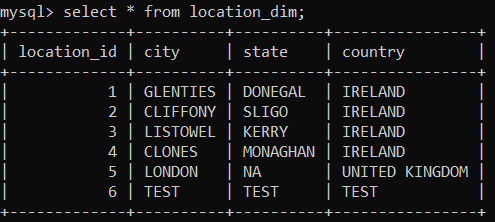 mysql> select * from location_dim;
+-------------+----------+----------+----------------+
| location_id | city     | state    | country        |
+-------------+----------+----------+----------------+
|           1 | GLENTIES | DONEGAL  | IRELAND        |
|           2 | CLIFFONY | SLIGO    | IRELAND        |
|           3 | LISTOWEL | KERRY    | IRELAND        |
|           4 | CLONES   | MONAGHAN | IRELAND        |
|           5 | LONDON   | NA       | UNITED KINGDOM |
|           6 | TEST     | TEST     | TEST           |
+-------------+----------+----------+----------------+